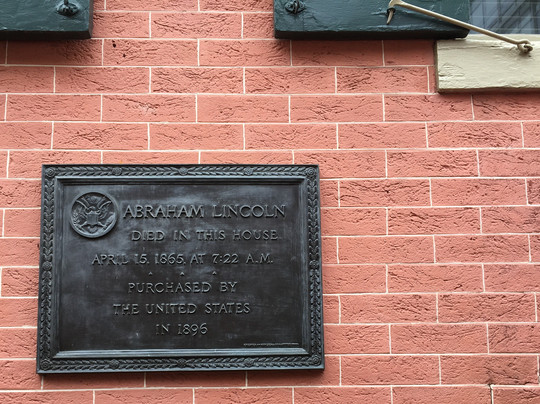 ABRAHAM LINCOLN
DIED IN THIS HOUSE
APRIL 15, 1865, AT 7:22 A.M.
PURCHASED BY
THE UNITED STATES
IN 1896